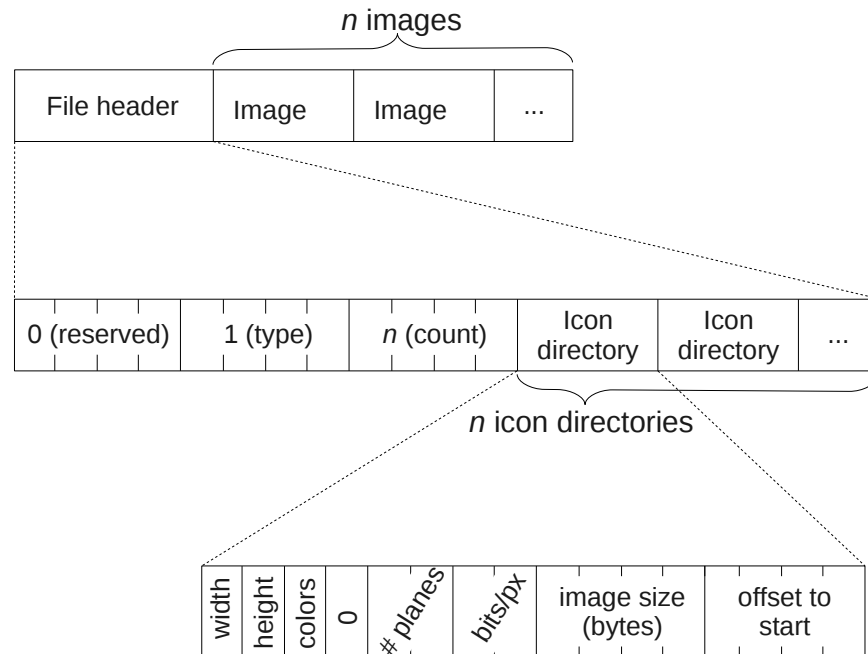 n images
File header
Image
Image
...
0 (reserved)
1 (type)
n (count)
Icon
directory
Icon
directory
...
n icon directories
width
height
colors
0
# planes
bits/px
image size
(bytes)
offset to
start